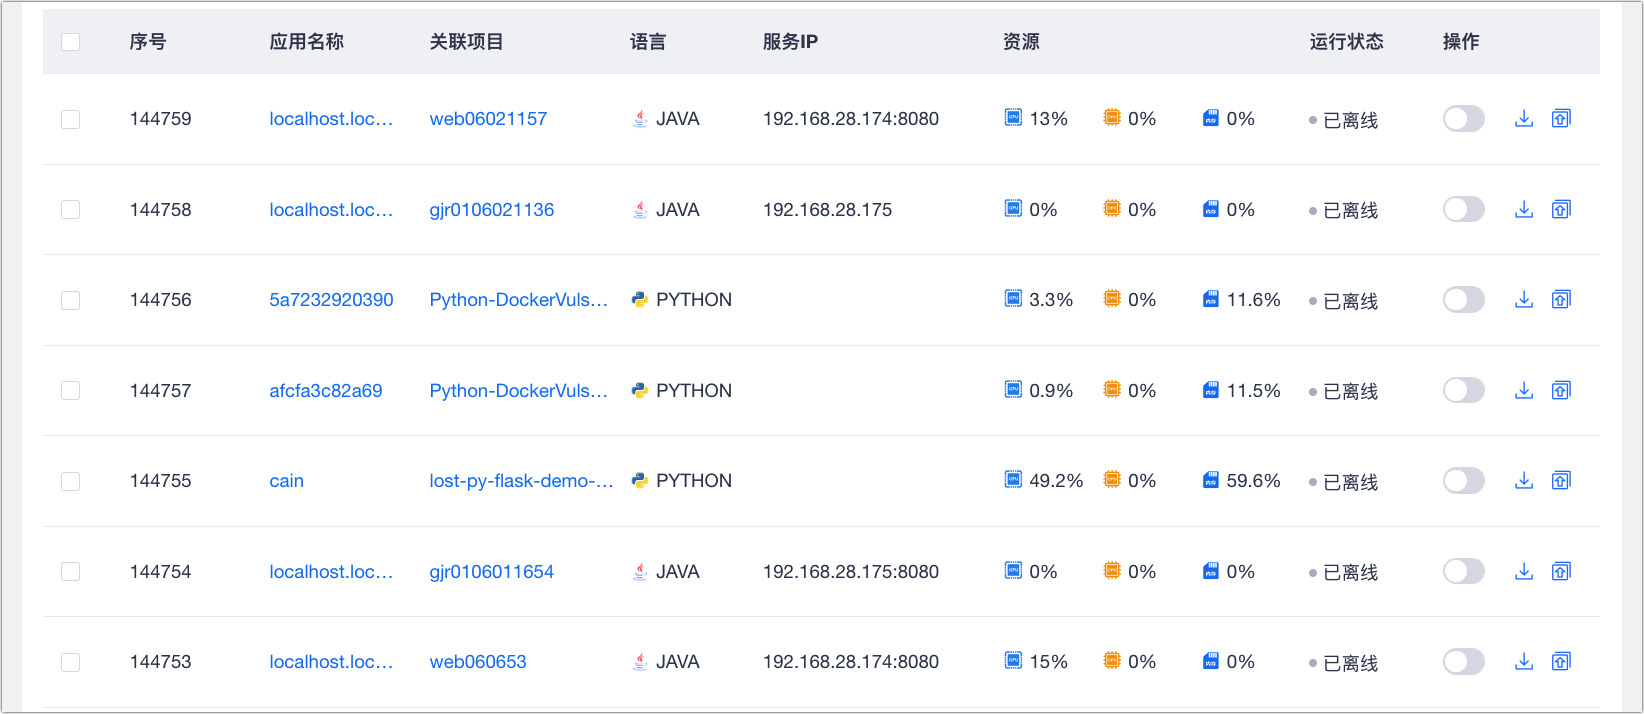 序号 应用名称 关联项目 语言 服务IP 资源 运行状态 操作
144759 localhost.loc... web06021157 JAVA 192.168.28.174:8080 13% 0% 0% 已离线
144758 localhost.loc... gjr0106021136 JAVA 192.168.28.175 0% 0% 0% 已离线
144756 5a7232920390 Python-DockerVuls... PYTHON 3.3% 0% 11.6% 已离线
144757 afcfa3c82a69 Python-DockerVuls... PYTHON 0.9% 0% 11.5% 已离线
144755 cain lost-py-flask-demo-... PYTHON 49.2% 0% 59.6% 已离线
144754 localhost.loc... gjr0106011654 JAVA 192.168.28.175:8080 0% 0% 0% 已离线
144753 localhost.loc... web060653 JAVA 192.168.28.174:8080 15% 0% 0% 已离线